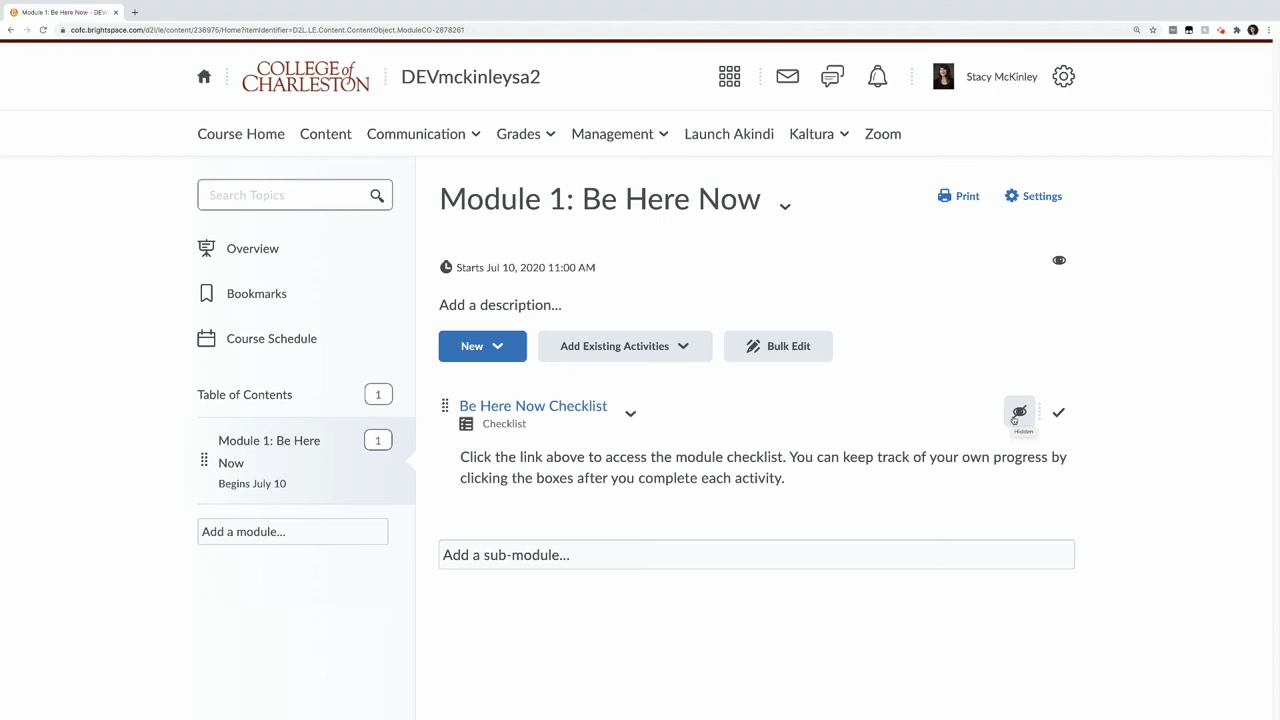 Module 1: Be Here Now - DEVm
cofc.brightspace.com/d2l/le/content/236975/Home?itemIdentifier=D2L.LE.Content.ContentObject.ModuleCO-2878261
COLLEGE of
CHARLESTON
DEVmckinleysa2
Stacy McKinley
Course Home
Content
Communication
Grades
Management
Launch Akindi
Kaltura
Zoom
Search Topics
Overview
Bookmarks
Course Schedule
Table of Contents
1
Module 1: Be Here
Now
1
Begins July 10
Add a module...
Module 1: Be Here Now
Print
Settings
Starts Jul 10, 2020 11:00 AM
Add a description...
New
Add Existing Activities
Bulk Edit
Be Here Now Checklist
Checklist
Hidden
Click the link above to access the module checklist. You can keep track of your own progress by
clicking the boxes after you complete each activity.
Add a sub-module...